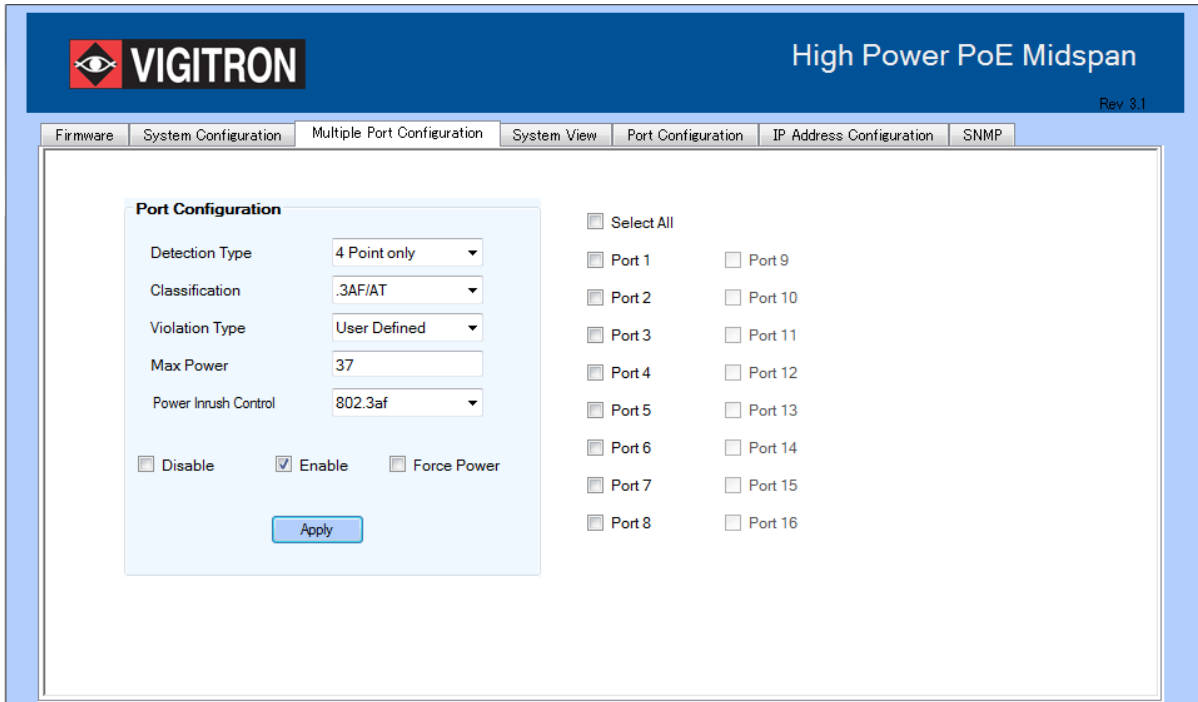 VIGITRON
High Power PoE Midspan
Rev 3.1
Firmware
System Configuration
Multiple Port Configuration
System View
Port Configuration
IP Address Configuration
SNMP
Port Configuration
Detection Type
4 Point only
Classification
.3AF/AT
Violation Type
User Defined
Max Power
37
Power Inrush Control
802.3af
Disable
Enable
Force Power
Apply
Select All
Port 1
Port 9
Port 2
Port 10
Port 3
Port 11
Port 4
Port 12
Port 5
Port 13
Port 6
Port 14
Port 7
Port 15
Port 8
Port 16